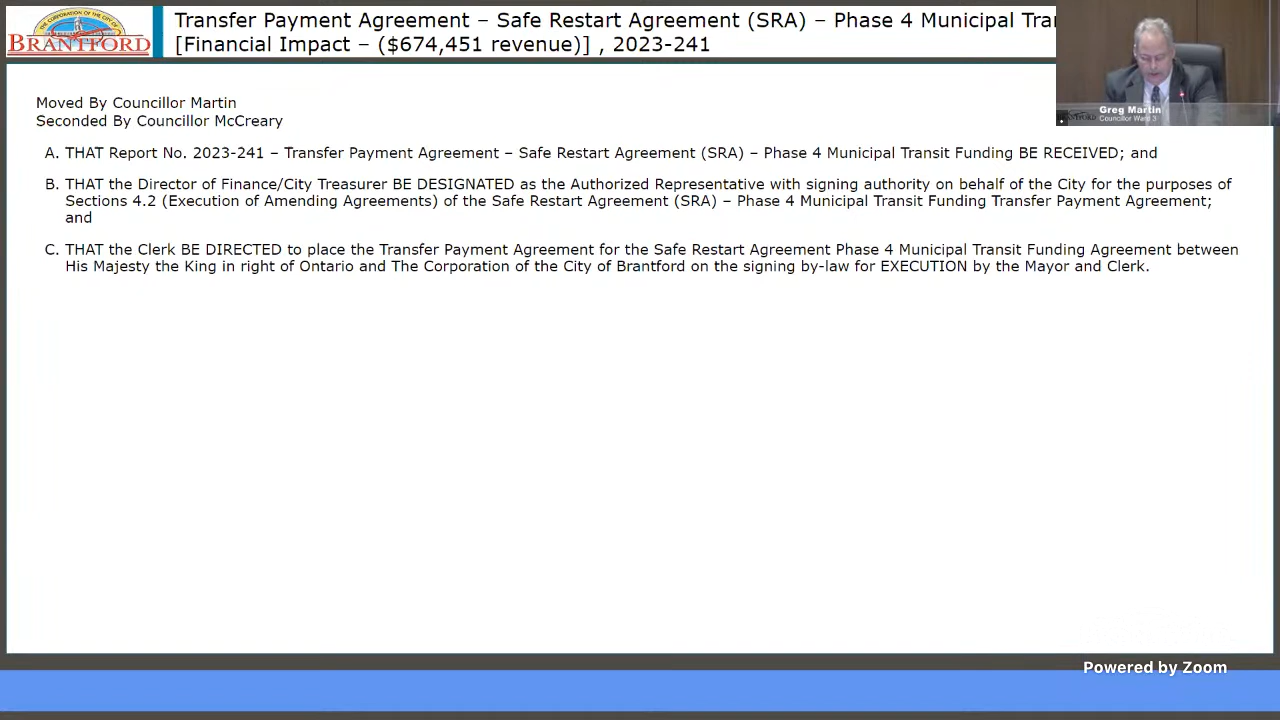 THE CORPORATION OF THE CITY OF
BRANTFORD
Transfer Payment Agreement – Safe Restart Agreement (SRA) – Phase 4 Municipal
[Financial Impact – ($674,451 revenue)] , 2023-241
Greg Martin
Councillor Ward 3
Moved By Councillor Martin
Seconded By Councillor McCreary
A. THAT Report No. 2023-241 – Transfer Payment Agreement – Safe Restart Agreement (SRA) – Phase 4 Municipal Transit Funding BE RECEIVED; and
B. THAT the Director of Finance/City Treasurer BE DESIGNATED as the Authorized Representative with signing authority on behalf of the City for the purposes of
Sections 4.2 (Execution of Amending Agreements) of the Safe Restart Agreement (SRA) – Phase 4 Municipal Transit Funding Transfer Payment Agreement;
and
C. THAT the Clerk BE DIRECTED to place the Transfer Payment Agreement for the Safe Restart Agreement Phase 4 Municipal Transit Funding Agreement between
His Majesty the King in right of Ontario and The Corporation of the City of Brantford on the signing by-law for EXECUTION by the Mayor and Clerk.
Powered by Zoom